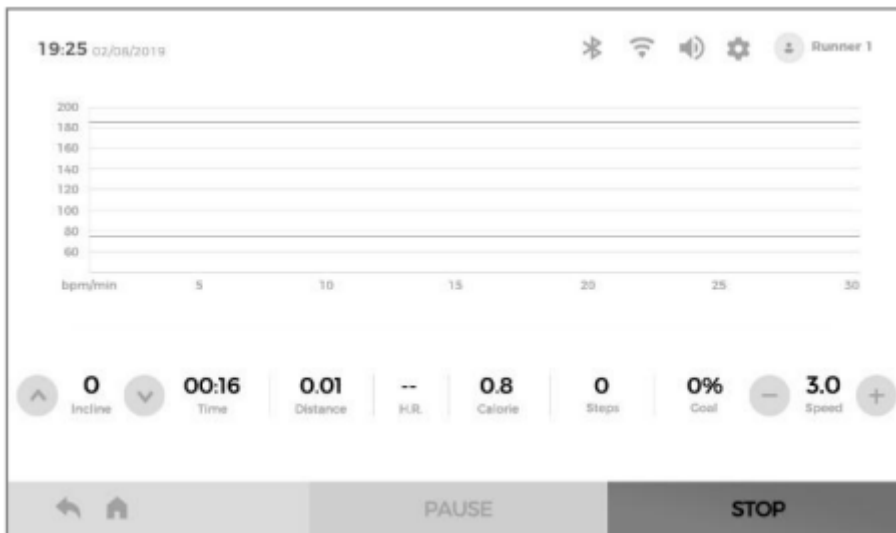 19:25 02/08/2019 Runner 1
200
180
160
140
120
100
80
60
bpm/min 5 10 15 20 25 30
0 00:16 0.01 -- 0.8 0 0% 3.0
Incline Time Distance H.R. Calorie Steps Goal Speed
PAUSE STOP